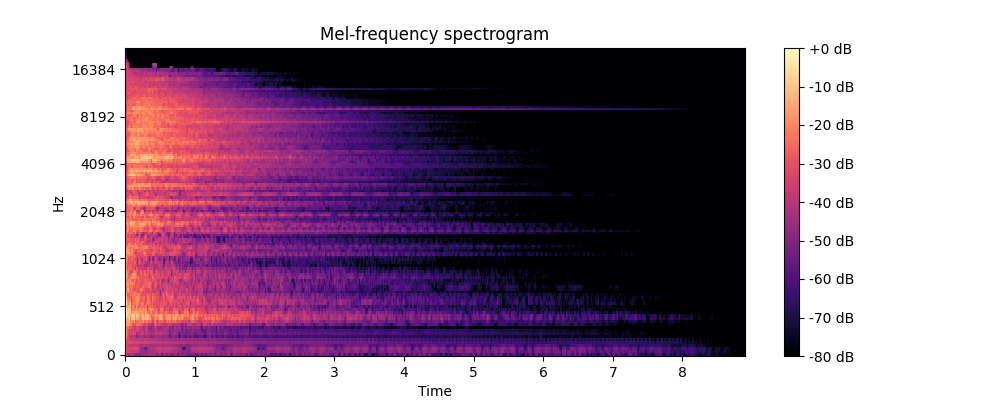 Mel-frequency spectrogram
Hz
16384
8192
4096
2048
1024
512
0
0 1 2 3 4 5 6 7 8
Time
+0 dB
-10 dB
-20 dB
-30 dB
-40 dB
-50 dB
-60 dB
-70 dB
-80 dB